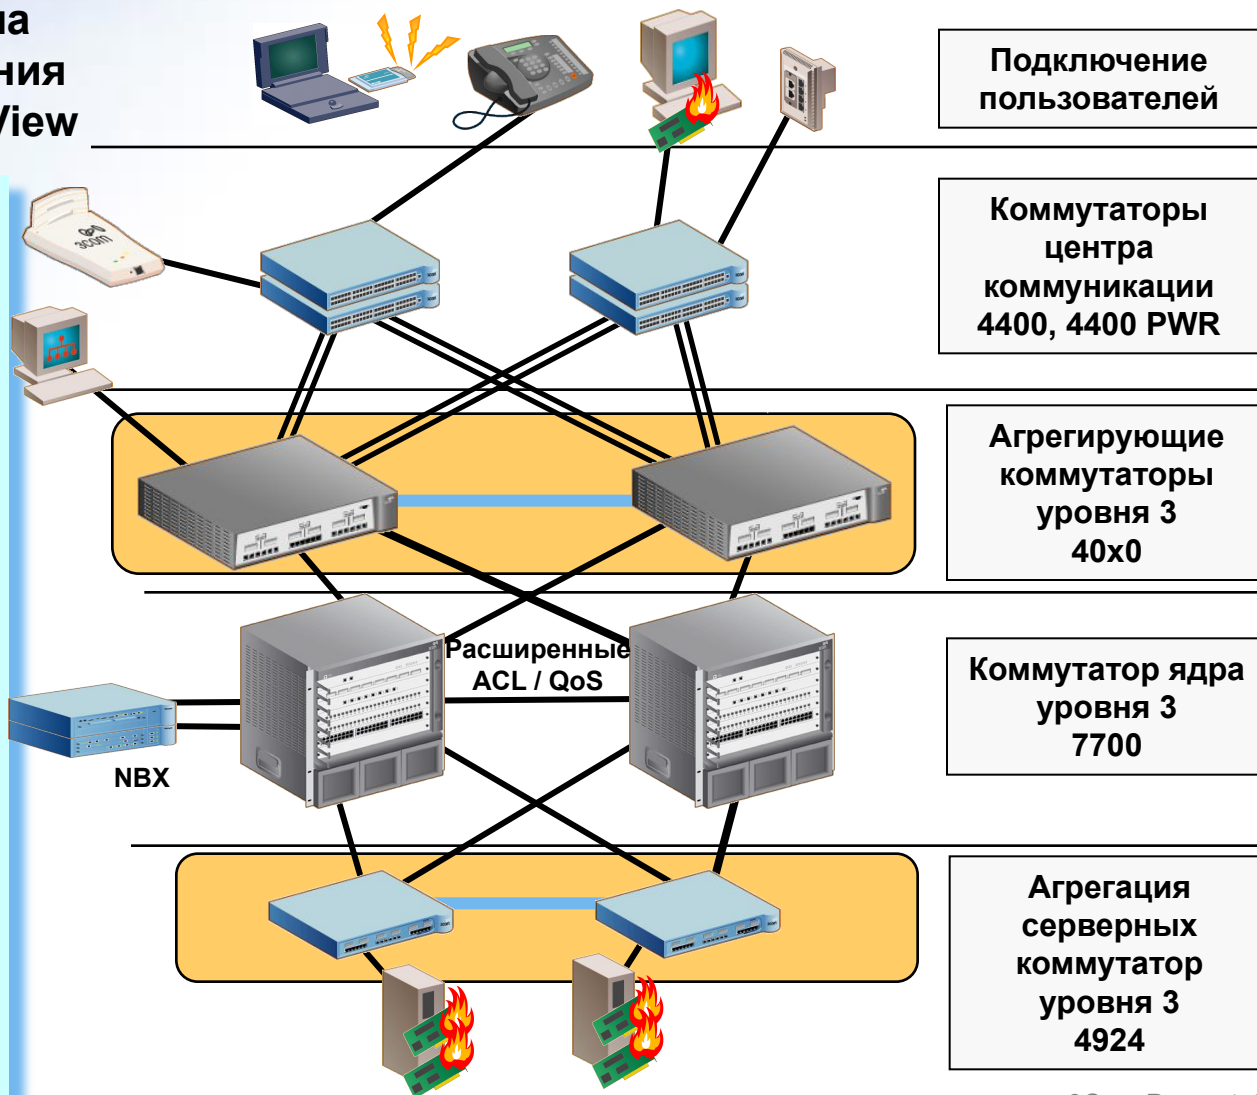 View
Подключение
пользователей
3com
Коммутаторы
центра
коммуникации
4400, 4400 PWR
Агрегирующие
коммутаторы
уровня 3
40x0
Расширенные
ACL / QoS
Коммутатор ядра
уровня 3
7700
NBX
Агрегация
серверных
коммутатор
уровня 3
4924